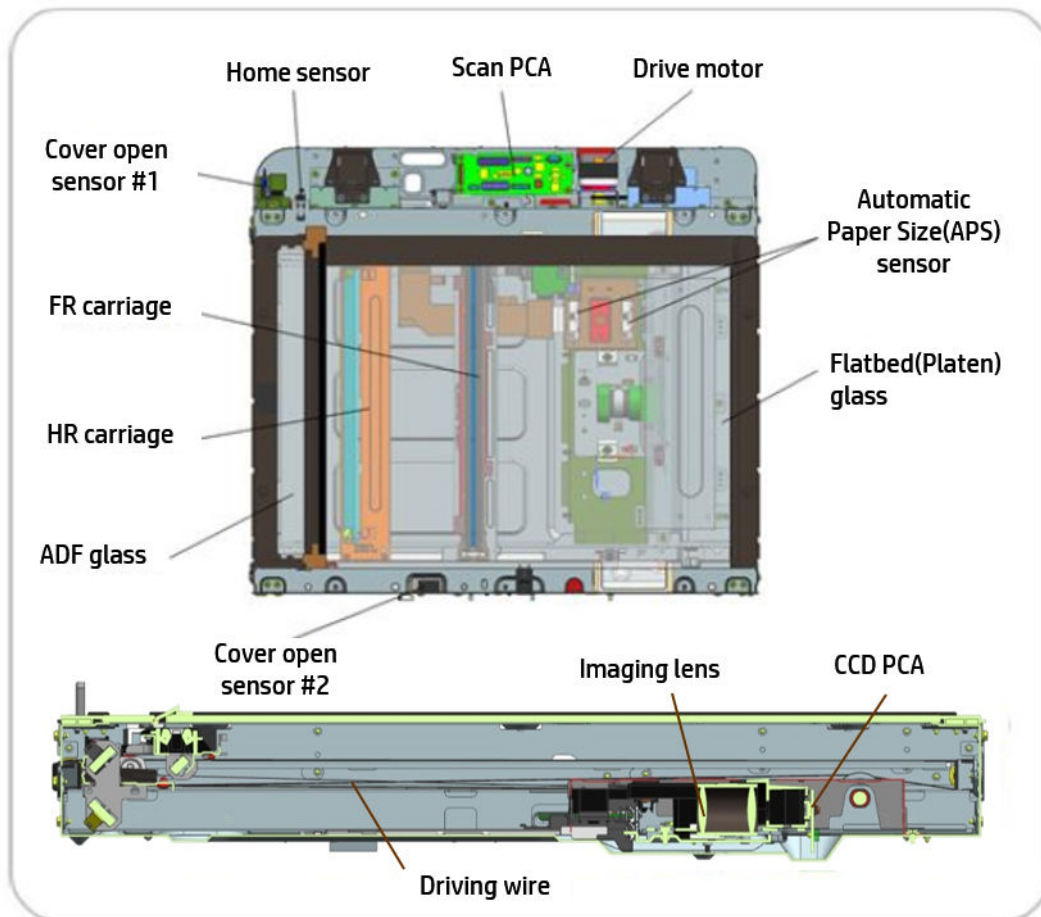 Home sensor
Scan PCA
Drive motor
Cover open
sensor #1
Automatic
Paper Size(APS)
sensor
FR carriage
Flatbed(Platen)
glass
HR carriage
ADF glass
Cover open
sensor #2
Imaging lens
CCD PCA
Driving wire